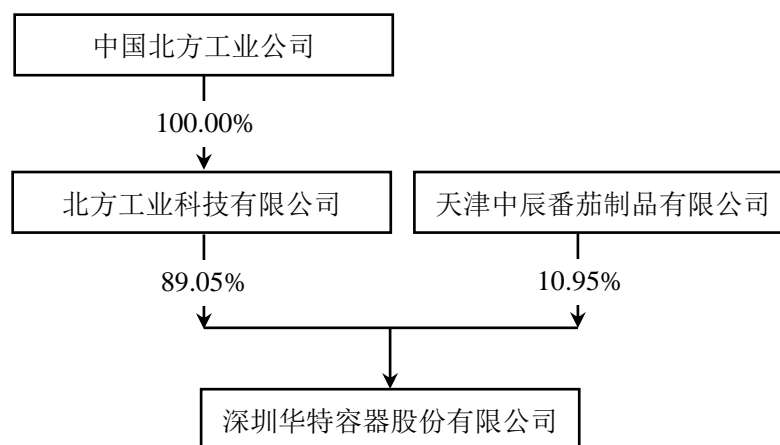 中国北方工业公司
100.00%
北方工业科技有限公司
天津中辰番茄制品有限公司
89.05%
10.95%
深圳华特容器股份有限公司